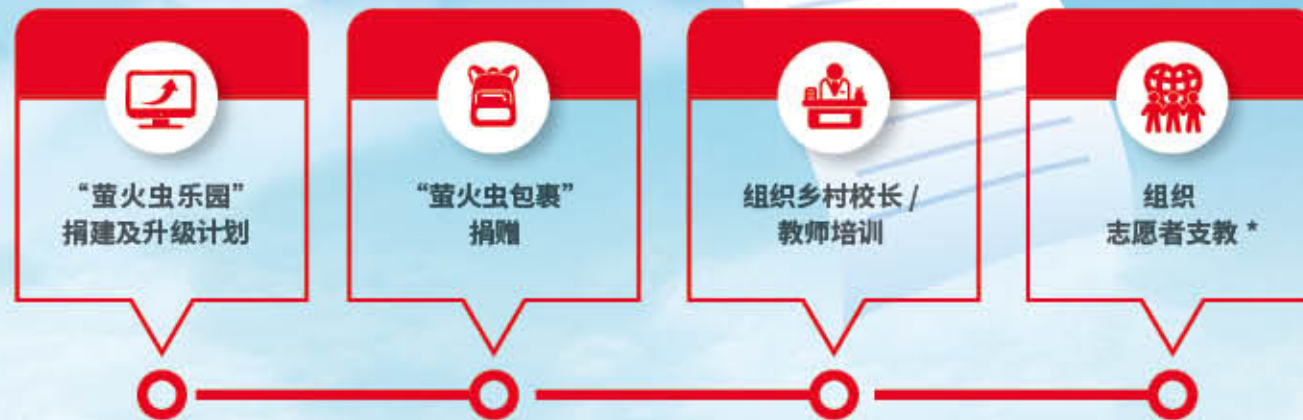 “萤火虫乐园”
捐建及升级计划
“萤火虫包裹”
捐赠
组织乡村校长 /
教师培训
组织
志愿者支教 *